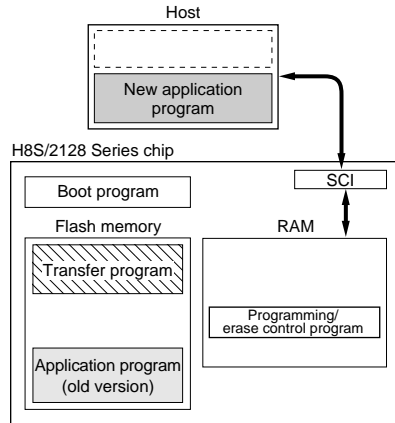 Host
New application
program
H8S/2128 Series chip
SCI
Boot program
Flash memory
RAM
Transfer program
Programming/
erase control program
Application program
(old version)